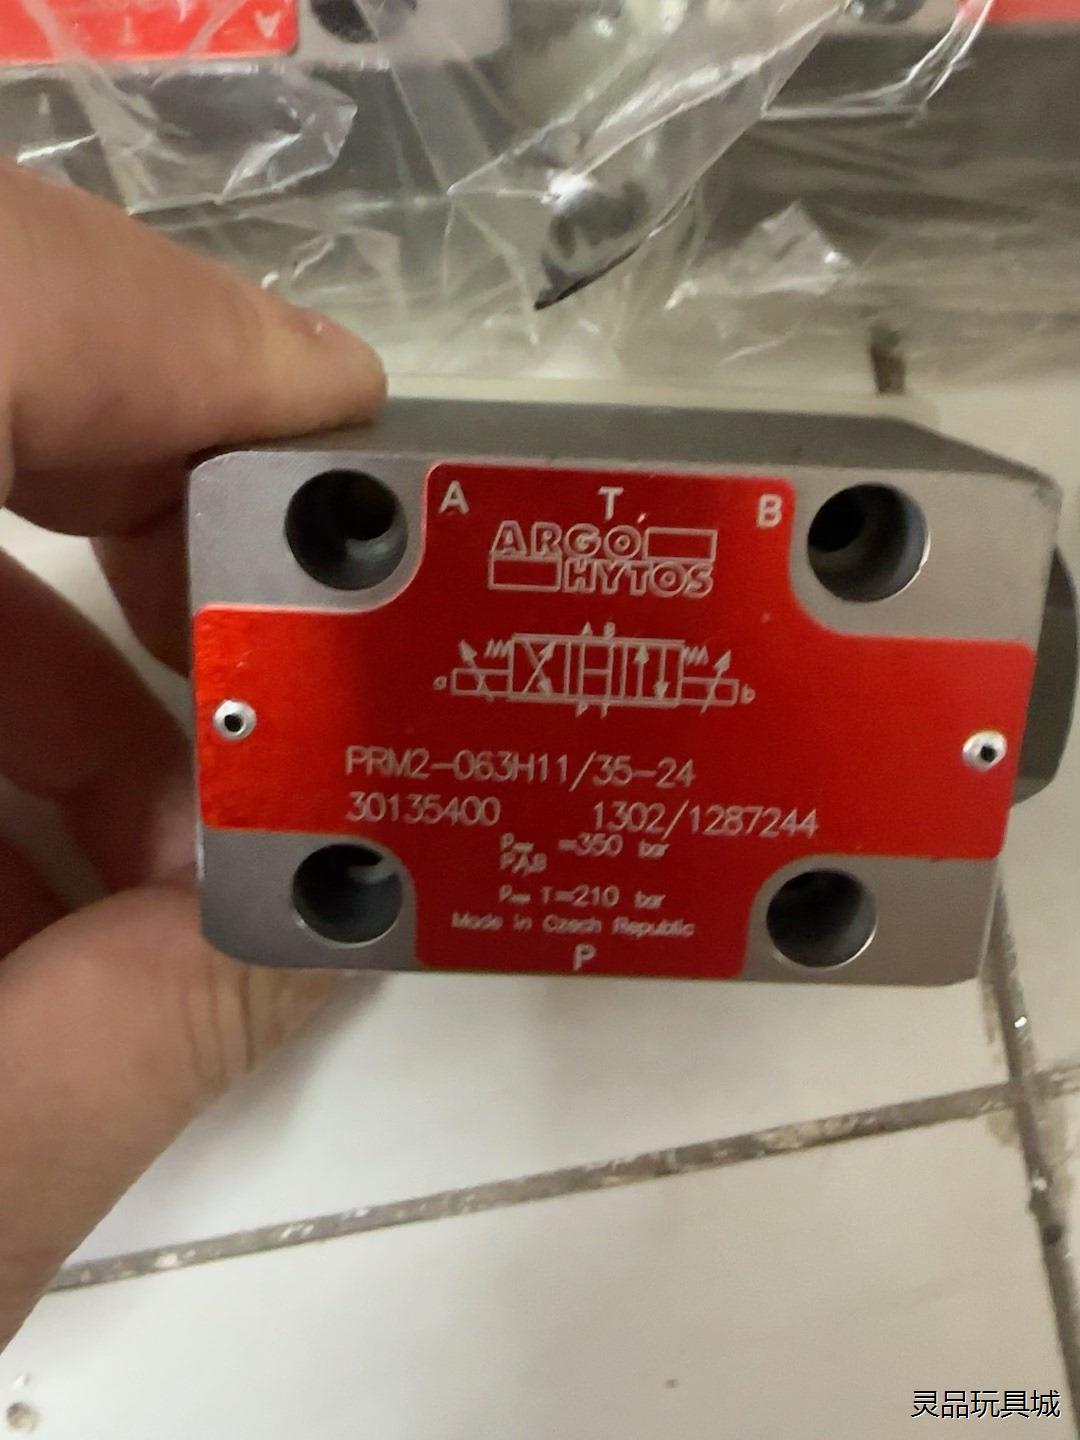 A T B
ARGO
HYTOS
A B
a b
P T
PRM2-063H11/35-24
30135400 1302/1287244
=350 bar
P,A,B
T=210 bar
Made in Czech Republic
P
灵品玩具城